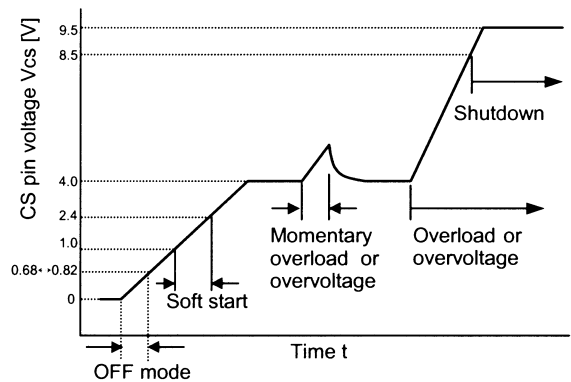 CS pin voltage Vcs [V]
9.5
8.5
4.0
2.4
1.0
0.68 0.82
0
Shutdown
Momentary
overload or
overvoltage
Overload or
overvoltage
Soft start
Time t
OFF mode